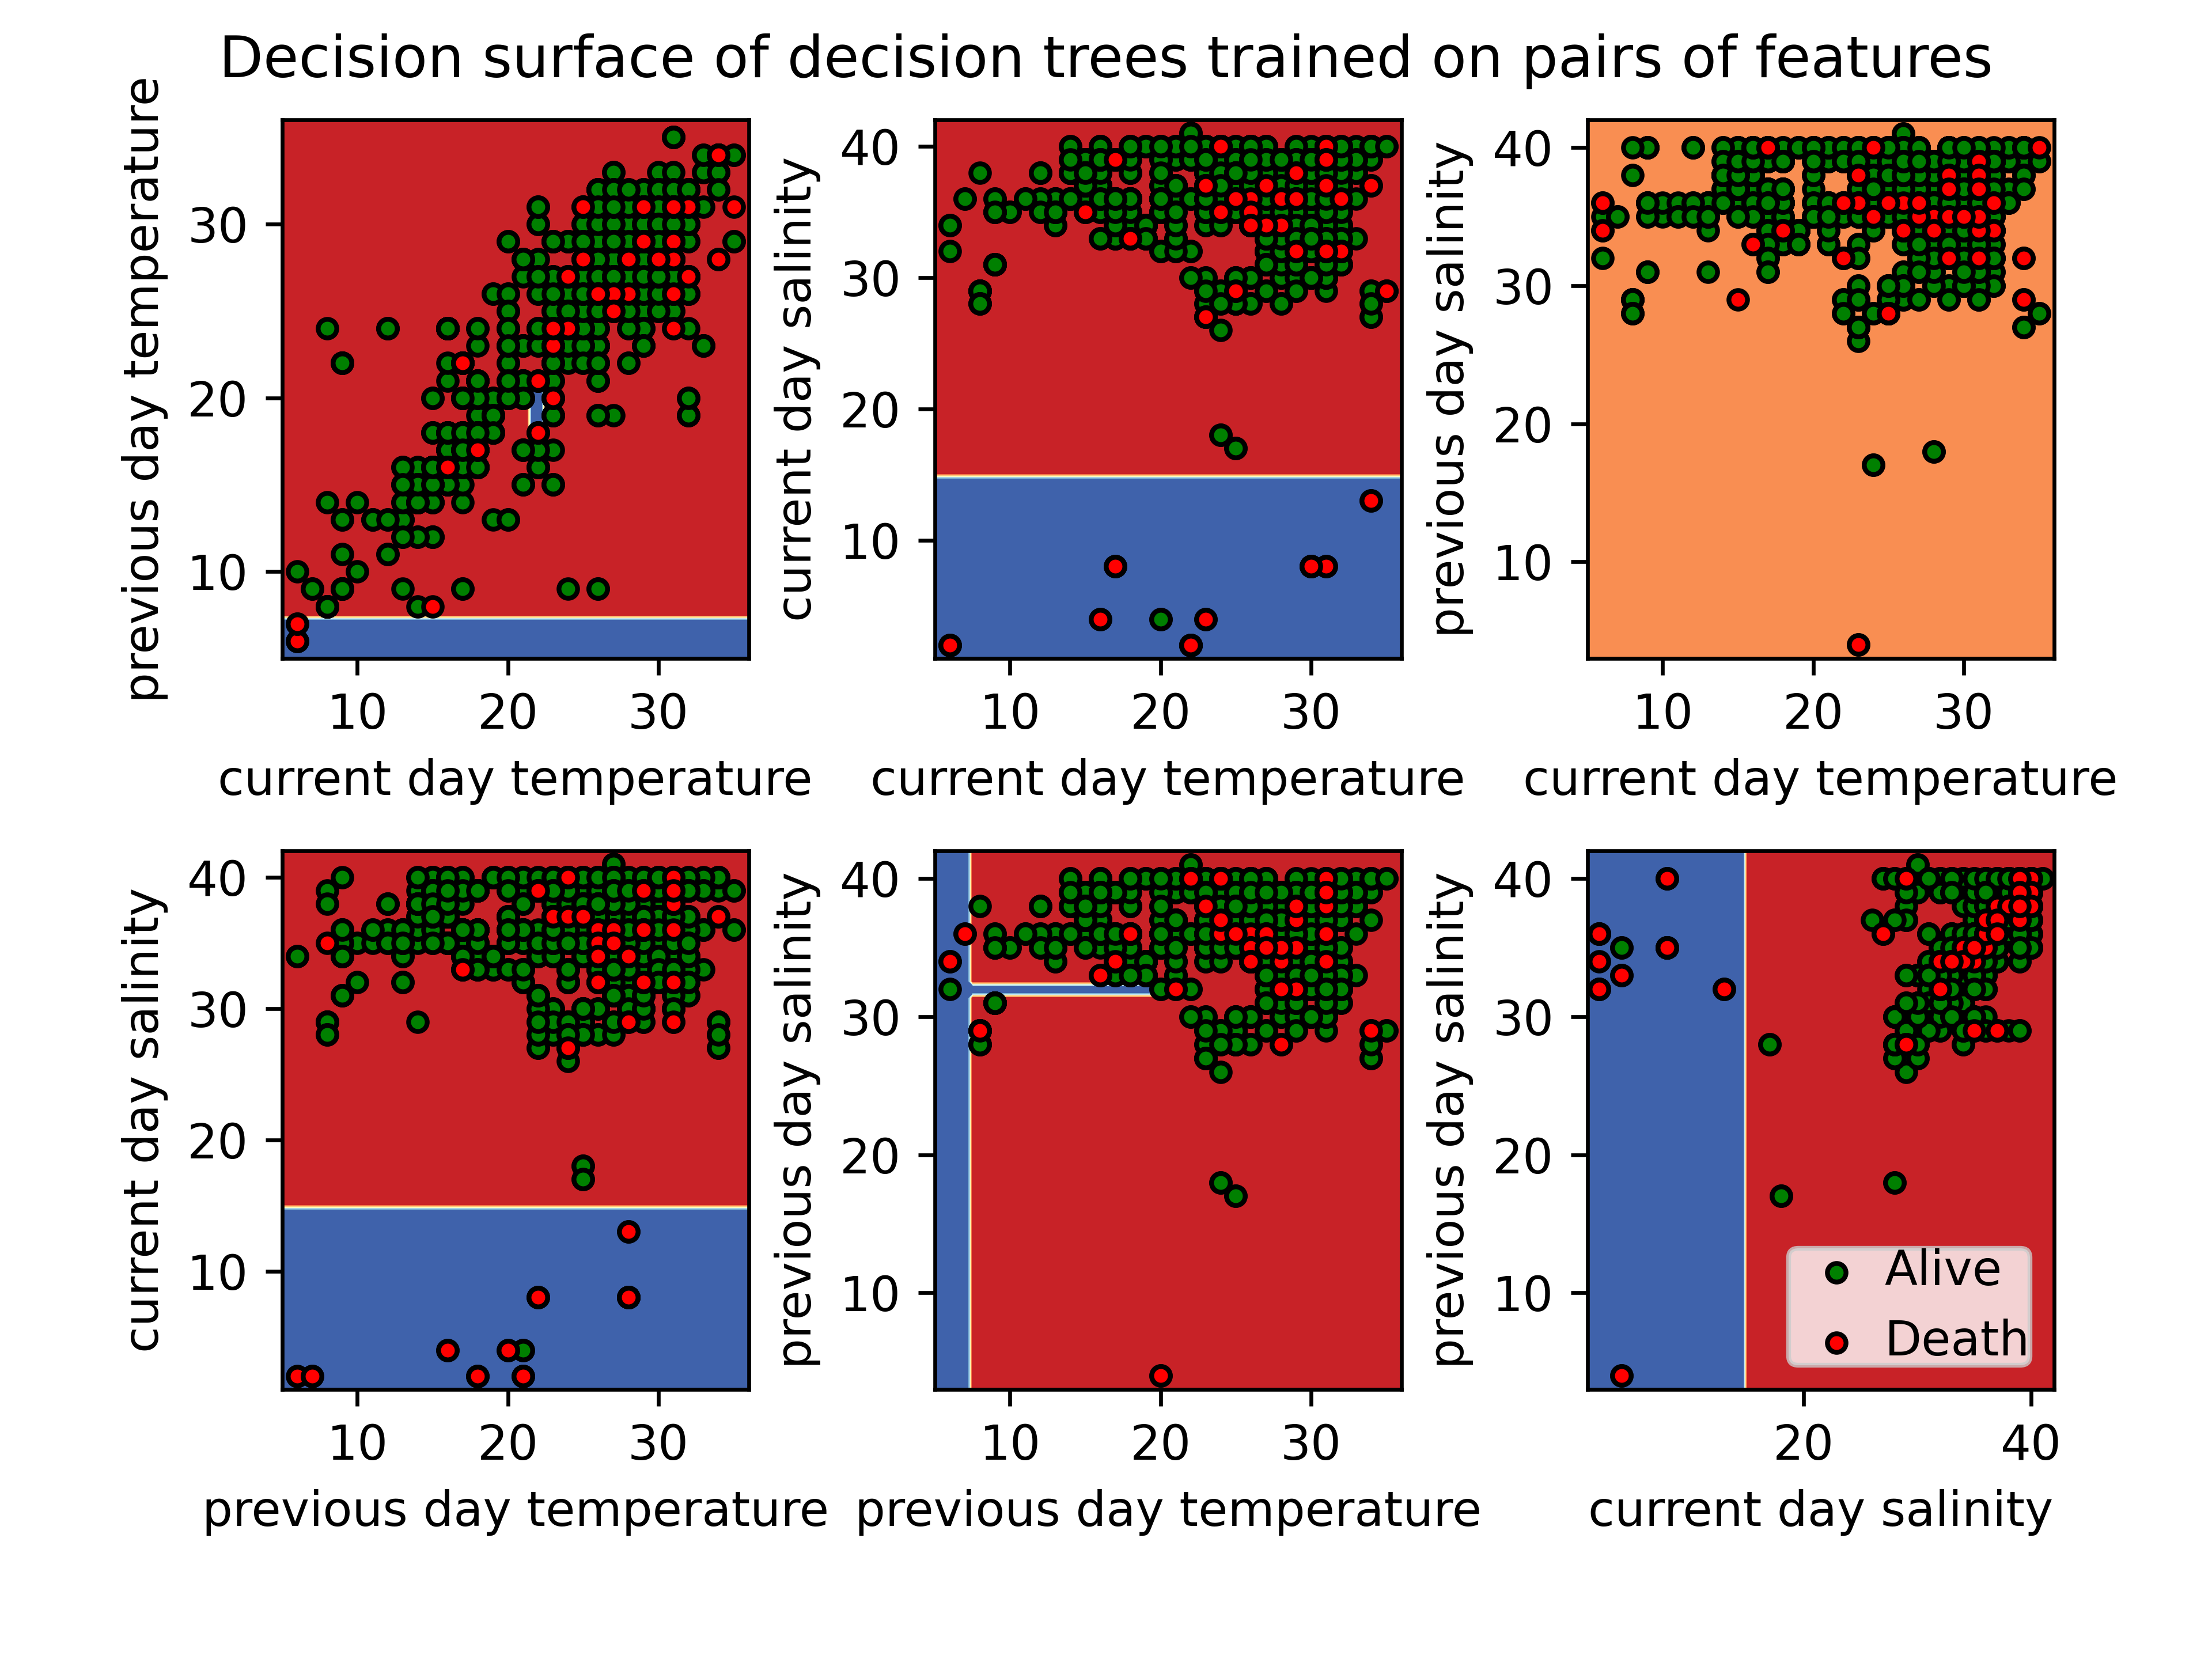 Decision surface of decision trees trained on pairs of features
previous day temperature
30
20
10
10 20 30
current day temperature
current day salinity
40
30
20
10
10 20 30
current day temperature
previous day salinity
40
30
20
10
10 20 30
current day temperature
current day salinity
40
30
20
10
10 20 30
previous day temperature
previous day salinity
40
30
20
10
10 20 30
previous day temperature
previous day salinity
40
30
20
10
Alive
Death
20 40
current day salinity